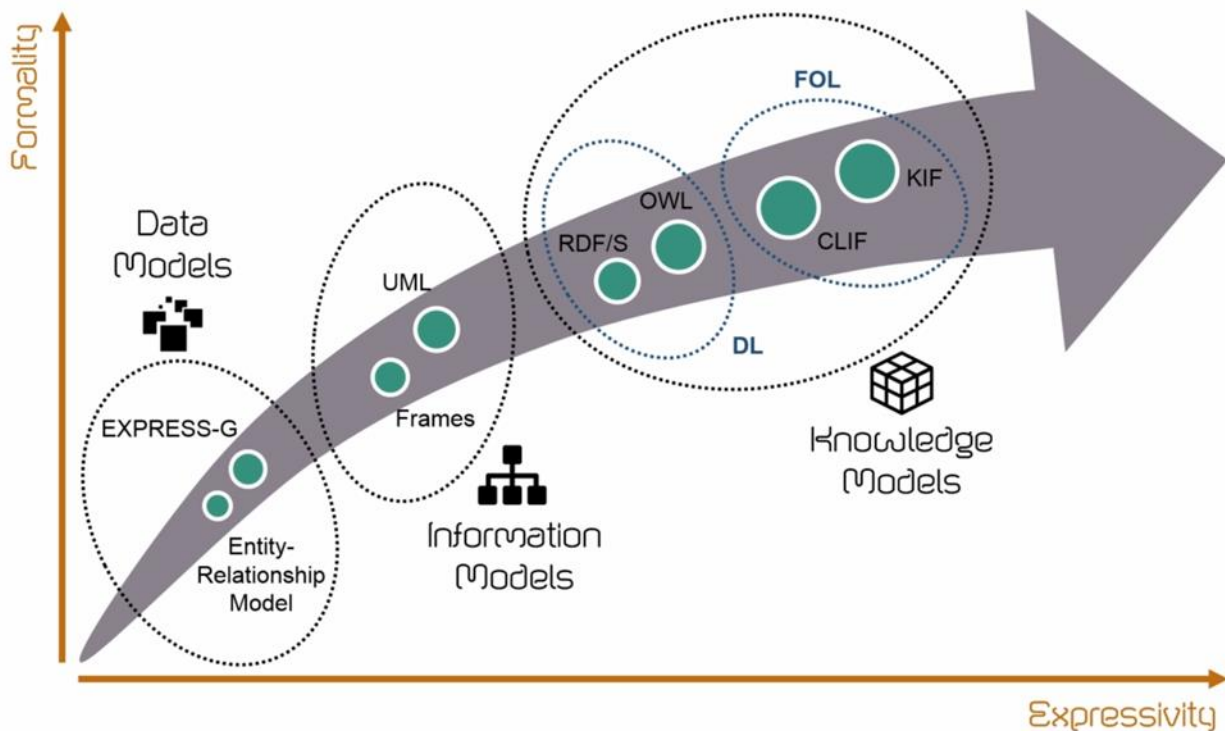 Formality
Data
Models
EXPRESS-G
Entity-
Relationship
Model
UML
Frames
Information
Models
FOL
OWL
KIF
RDF/S
CLIF
DL
Knowledge
Models
Expressivity